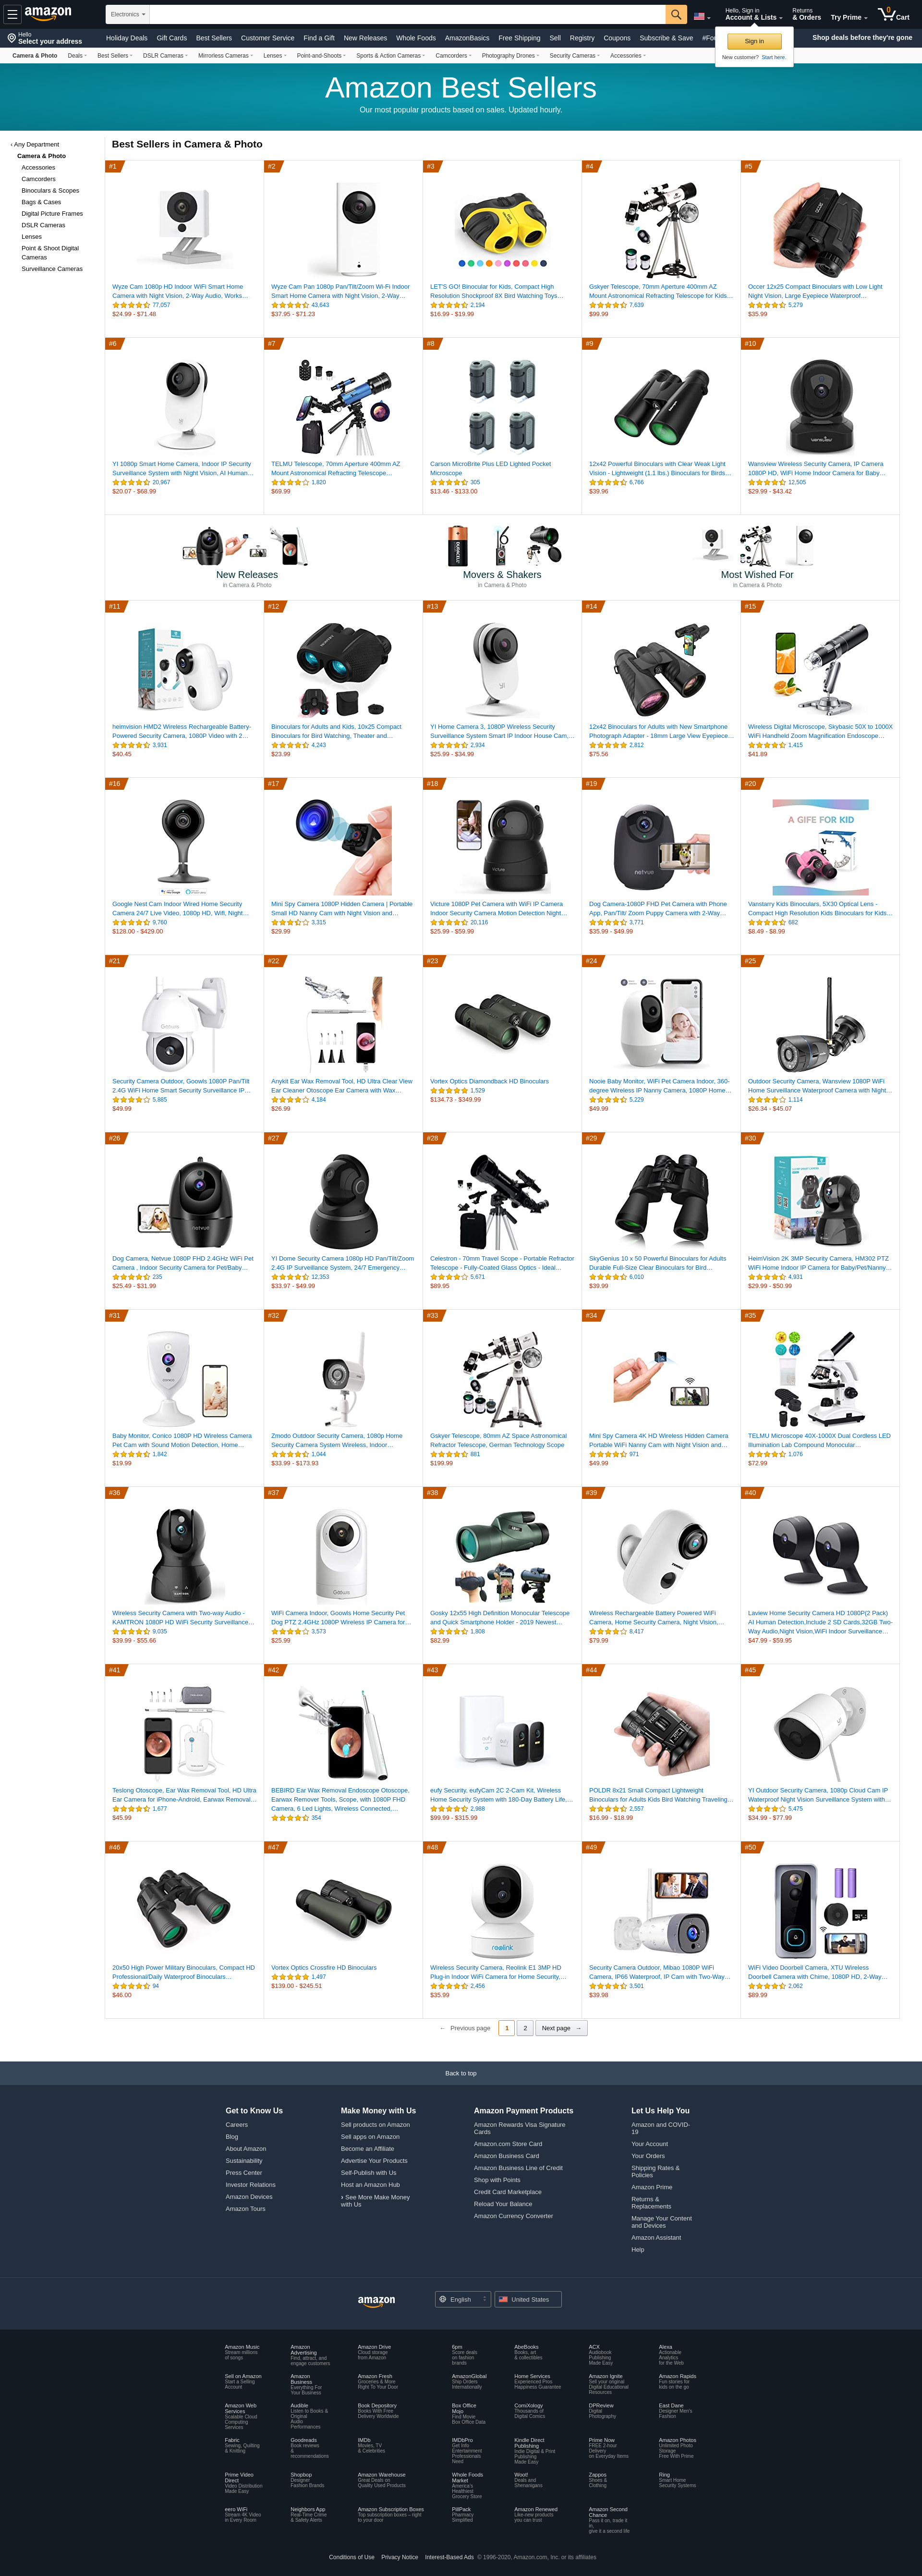 amazon
Electronics
Hello, Sign in
Account & Lists
Returns
& Orders
Try Prime
0
Cart
Hello
Select your address
Holiday Deals
Gift Cards
Best Sellers
Customer Service
Find a Gift
New Releases
Whole Foods
AmazonBasics
Free Shipping
Sell
Registry
Coupons
Subscribe & Save
Shop deals before they're gone
Sign in
New customer? Start here.
Camera & Photo
Deals
Best Sellers
DSLR Cameras
Mirrorless Cameras
Lenses
Point-and-Shoots
Sports & Action Cameras
Camcorders
Photography Drones
Security Cameras
Accessories
Amazon Best Sellers
Our most popular products based on sales. Updated hourly.
‹ Any Department
Camera & Photo
Accessories
Camcorders
Binoculars & Scopes
Bags & Cases
Digital Picture Frames
DSLR Cameras
Lenses
Point & Shoot Digital
Cameras
Surveillance Cameras
Best Sellers in Camera & Photo
#1
Wyze Cam 1080p HD Indoor WiFi Smart Home
Camera with Night Vision, 2-Way Audio, Works…
77,057
$24.99 - $71.48
#2
Wyze Cam Pan 1080p Pan/Tilt/Zoom Wi-Fi Indoor
Smart Home Camera with Night Vision, 2-Way…
43,643
$37.95 - $71.23
#3
LET'S GO! Binocular for Kids, Compact High
Resolution Shockproof 8X Bird Watching Toys…
2,194
$16.99 - $19.99
#4
Gskyer Telescope, 70mm Aperture 400mm AZ
Mount Astronomical Refracting Telescope for Kids…
7,639
$99.99
#5
Occer 12x25 Compact Binoculars with Low Light
Night Vision, Large Eyepiece Waterproof…
5,279
$35.99
#6
YI 1080p Smart Home Camera, Indoor IP Security
Surveillance System with Night Vision, AI Human…
20,967
$20.07 - $68.99
#7
TELMU Telescope, 70mm Aperture 400mm AZ
Mount Astronomical Refracting Telescope…
1,820
$69.99
#8
Carson MicroBrite Plus LED Lighted Pocket
Microscope
305
$13.46 - $133.00
#9
12x42 Powerful Binoculars with Clear Weak Light
Vision - Lightweight (1.1 lbs.) Binoculars for Birds…
6,766
$39.96
#10
Wansview Wireless Security Camera, IP Camera
1080P HD, WiFi Home Indoor Camera for Baby…
12,505
$29.99 - $43.42
New Releases
in Camera & Photo
Movers & Shakers
in Camera & Photo
Most Wished For
in Camera & Photo
#11
heimvision HMD2 Wireless Rechargeable Battery-
Powered Security Camera, 1080P Video with 2…
3,931
$40.45
#12
Binoculars for Adults and Kids, 10x25 Compact
Binoculars for Bird Watching, Theater and…
4,243
$23.99
#13
YI Home Camera 3, 1080P Wireless Security
Surveillance System Smart IP Indoor House Cam,…
2,934
$25.99 - $34.99
#14
12x42 Binoculars for Adults with New Smartphone
Photograph Adapter - 18mm Large View Eyepiece…
2,812
$75.56
#15
Wireless Digital Microscope, Skybasic 50X to 1000X
WiFi Handheld Zoom Magnification Endoscope…
1,415
$41.89
#16
Google Nest Cam Indoor Wired Home Security
Camera 24/7 Live Video, 1080p HD, Wifi, Night…
9,760
$128.00 - $429.00
#17
Mini Spy Camera 1080P Hidden Camera | Portable
Small HD Nanny Cam with Night Vision and…
3,315
$29.99
#18
Victure 1080P Pet Camera with WiFi IP Camera
Indoor Security Camera Motion Detection Night…
20,116
$25.99 - $59.99
#19
netvue
Dog Camera-1080P FHD Pet Camera with Phone
App, Pan/Tilt/ Zoom Puppy Camera with 2-Way…
3,771
$35.99 - $49.99
#20
A GIFE FOR KID
Vanstarry Kids Binoculars, 5X30 Optical Lens -
Compact High Resolution Kids Binoculars for Kids…
682
$8.49 - $8.99
#21
Security Camera Outdoor, Goowls 1080P Pan/Tilt
2.4G WiFi Home Smart Security Surveillance IP…
5,885
$49.99
#22
Anykit Ear Wax Removal Tool, HD Ultra Clear View
Ear Cleaner Otoscope Ear Camera with Wax…
4,184
$26.99
#23
Vortex Optics Diamondback HD Binoculars
1,529
$134.73 - $349.99
#24
Nooie Baby Monitor, WiFi Pet Camera Indoor, 360-
degree Wireless IP Nanny Camera, 1080P Home…
5,229
$49.99
#25
Outdoor Security Camera, Wansview 1080P WiFi
Home Surveillance Waterproof Camera with Night…
1,114
$26.34 - $45.07
#26
netvue
Dog Camera, Netvue 1080P FHD 2.4GHz WiFi Pet
Camera , Indoor Security Camera for Pet/Baby…
235
$25.49 - $31.99
#27
YI Dome Security Camera 1080p HD Pan/Tilt/Zoom
2.4G IP Surveillance System, 24/7 Emergency…
12,353
$33.97 - $49.99
#28
Celestron - 70mm Travel Scope - Portable Refractor
Telescope - Fully-Coated Glass Optics - Ideal…
5,671
$89.95
#29
SkyGenius 10 x 50 Powerful Binoculars for Adults
Durable Full-Size Clear Binoculars for Bird…
6,010
$39.99
#30
HeimVision 2K 3MP Security Camera, HM302 PTZ
WiFi Home Indoor IP Camera for Baby/Pet/Nanny…
4,931
$29.99 - $50.99
#31
Baby Monitor, Conico 1080P HD Wireless Camera
Pet Cam with Sound Motion Detection, Home…
1,842
$19.99
#32
Zmodo Outdoor Security Camera, 1080p Home
Security Camera System Wireless, Indoor…
1,044
$33.99 - $173.93
#33
Gskyer Telescope, 80mm AZ Space Astronomical
Refractor Telescope, German Technology Scope
881
$199.99
#34
Mini Spy Camera 4K HD Wireless Hidden Camera
Portable WiFi Nanny Cam with Night Vision and…
971
$49.99
#35
TELMU Microscope 40X-1000X Dual Cordless LED
Illumination Lab Compound Monocular…
1,076
$72.99
#36
Wireless Security Camera with Two-way Audio -
KAMTRON 1080P HD WiFi Security Surveillance…
9,035
$39.99 - $55.66
#37
WiFi Camera Indoor, Goowls Home Security Pet
Dog PTZ 2.4GHz 1080P Wireless IP Camera for…
3,573
$25.99
#38
Gosky 12x55 High Definition Monocular Telescope
and Quick Smartphone Holder - 2019 Newest…
1,808
$82.99
#39
Wireless Rechargeable Battery Powered WiFi
Camera, Home Security Camera, Night Vision,…
8,417
$79.99
#40
Laview Home Security Camera HD 1080P(2 Pack)
AI Human Detection,Include 2 SD Cards,32GB Two-
Way Audio,Night Vision,WiFi Indoor Surveillance…
$47.99 - $59.95
#41
Teslong Otoscope, Ear Wax Removal Tool, HD Ultra
Ear Camera for iPhone-Android, Earwax Removal…
1,677
$45.99
#42
BEBIRD Ear Wax Removal Endoscope Otoscope,
Earwax Remover Tools, Scope, with 1080P FHD
Camera, 6 Led Lights, Wireless Connected,…
354
#43
eufy Security, eufyCam 2C 2-Cam Kit, Wireless
Home Security System with 180-Day Battery Life,…
2,988
$99.99 - $315.99
#44
POLDR 8x21 Small Compact Lightweight
Binoculars for Adults Kids Bird Watching Traveling…
2,557
$16.99 - $18.99
#45
YI Outdoor Security Camera, 1080p Cloud Cam IP
Waterproof Night Vision Surveillance System with…
5,475
$34.99 - $77.99
#46
20x50 High Power Military Binoculars, Compact HD
Professional/Daily Waterproof Binoculars…
94
$46.00
#47
Vortex Optics Crossfire HD Binoculars
1,497
$139.00 - $245.51
#48
reolink
Wireless Security Camera, Reolink E1 3MP HD
Plug-in Indoor WiFi Camera for Home Security,…
2,456
$35.99
#49
Security Camera Outdoor, Mibao 1080P WiFi
Camera, IP66 Waterproof, IP Cam with Two-Way…
3,501
$39.98
#50
WiFi Video Doorbell Camera, XTU Wireless
Doorbell Camera with Chime, 1080P HD, 2-Way…
2,062
$89.99
← Previous page
1
2
Next page →
Back to top
Get to Know Us
Careers
Blog
About Amazon
Sustainability
Press Center
Investor Relations
Amazon Devices
Amazon Tours
Make Money with Us
Sell products on Amazon
Sell apps on Amazon
Become an Affiliate
Advertise Your Products
Self-Publish with Us
Host an Amazon Hub
› See More Make Money
with Us
Amazon Payment Products
Amazon Rewards Visa Signature
Cards
Amazon.com Store Card
Amazon Business Card
Amazon Business Line of Credit
Shop with Points
Credit Card Marketplace
Reload Your Balance
Amazon Currency Converter
Let Us Help You
Amazon and COVID-
19
Your Account
Your Orders
Shipping Rates &
Policies
Amazon Prime
Returns &
Replacements
Manage Your Content
and Devices
Amazon Assistant
Help
amazon
English
United States
Amazon Music
Stream millions
of songs
Amazon
Advertising
Find, attract, and
engage customers
Amazon Drive
Cloud storage
from Amazon
6pm
Score deals
on fashion
brands
AbeBooks
Books, art
& collectibles
ACX
Audiobook
Publishing
Made Easy
Alexa
Actionable
Analytics
for the Web
Sell on Amazon
Start a Selling
Account
Amazon
Business
Everything For
Your Business
Amazon Fresh
Groceries & More
Right To Your Door
AmazonGlobal
Ship Orders
Internationally
Home Services
Experienced Pros
Happiness Guarantee
Amazon Ignite
Sell your original
Digital Educational
Resources
Amazon Rapids
Fun stories for
kids on the go
Amazon Web
Services
Scalable Cloud
Computing
Services
Audible
Listen to Books &
Original
Audio
Performances
Book Depository
Books With Free
Delivery Worldwide
Box Office
Mojo
Find Movie
Box Office Data
ComiXology
Thousands of
Digital Comics
DPReview
Digital
Photography
East Dane
Designer Men's
Fashion
Fabric
Sewing, Quilting
& Knitting
Goodreads
Book reviews
&
recommendations
IMDb
Movies, TV
& Celebrities
IMDbPro
Get Info
Entertainment
Professionals
Need
Kindle Direct
Publishing
Indie Digital & Print
Publishing
Made Easy
Prime Now
FREE 2-hour
Delivery
on Everyday Items
Amazon Photos
Unlimited Photo
Storage
Free With Prime
Prime Video
Direct
Video Distribution
Made Easy
Shopbop
Designer
Fashion Brands
Amazon Warehouse
Great Deals on
Quality Used Products
Whole Foods
Market
America's
Healthiest
Grocery Store
Woot!
Deals and
Shenanigans
Zappos
Shoes &
Clothing
Ring
Smart Home
Security Systems
eero WiFi
Stream 4K Video
in Every Room
Neighbors App
Real-Time Crime
& Safety Alerts
Amazon Subscription Boxes
Top subscription boxes – right
to your door
PillPack
Pharmacy
Simplified
Amazon Renewed
Like-new products
you can trust
Amazon Second
Chance
Pass it on, trade it
in,
give it a second life
Conditions of Use
Privacy Notice
Interest-Based Ads
© 1996-2020, Amazon.com, Inc. or its affiliates